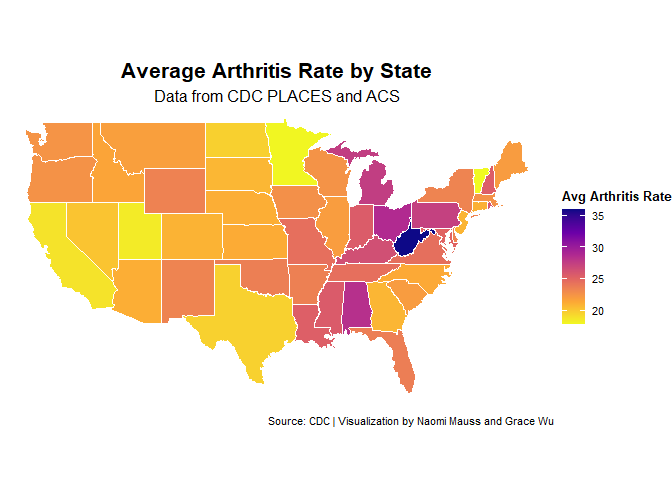 Average Arthritis Rate by State
Data from CDC PLACES and ACS
Avg Arthritis Rate
35
30
25
20
Source: CDC | Visualization by Naomi Mauss and Grace Wu